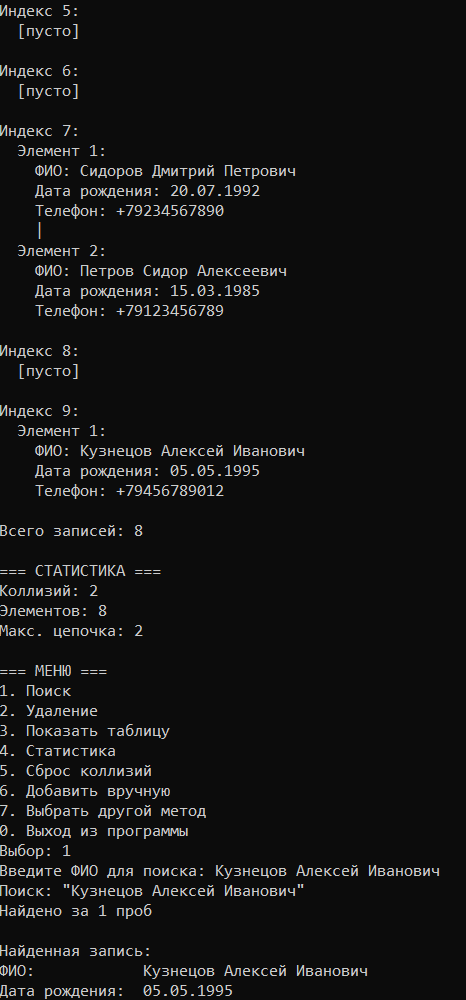 Индекс 5:
[пусто]
Индекс 6:
[пусто]
Индекс 7:
Элемент 1:
ФИО: Сидоров Дмитрий Петрович
Дата рождения: 20.07.1992
Телефон: +79234567890
|
Элемент 2:
ФИО: Петров Сидор Алексеевич
Дата рождения: 15.03.1985
Телефон: +79123456789
Индекс 8:
[пусто]
Индекс 9:
Элемент 1:
ФИО: Кузнецов Алексей Иванович
Дата рождения: 05.05.1995
Телефон: +79456789012
Всего записей: 8
=== СТАТИСТИКА ===
Коллизий: 2
Элементов: 8
Макс. цепочка: 2
=== МЕНЮ ===
1. Поиск
2. Удаление
3. Показать таблицу
4. Статистика
5. Сброс коллизий
6. Добавить вручную
7. Выбрать другой метод
0. Выход из программы
Выбор: 1
Введите ФИО для поиска: Кузнецов Алексей Иванович
Поиск: "Кузнецов Алексей Иванович"
Найдено за 1 проб
Найденная запись:
ФИО: Кузнецов Алексей Иванович
Дата рождения: 05.05.1995